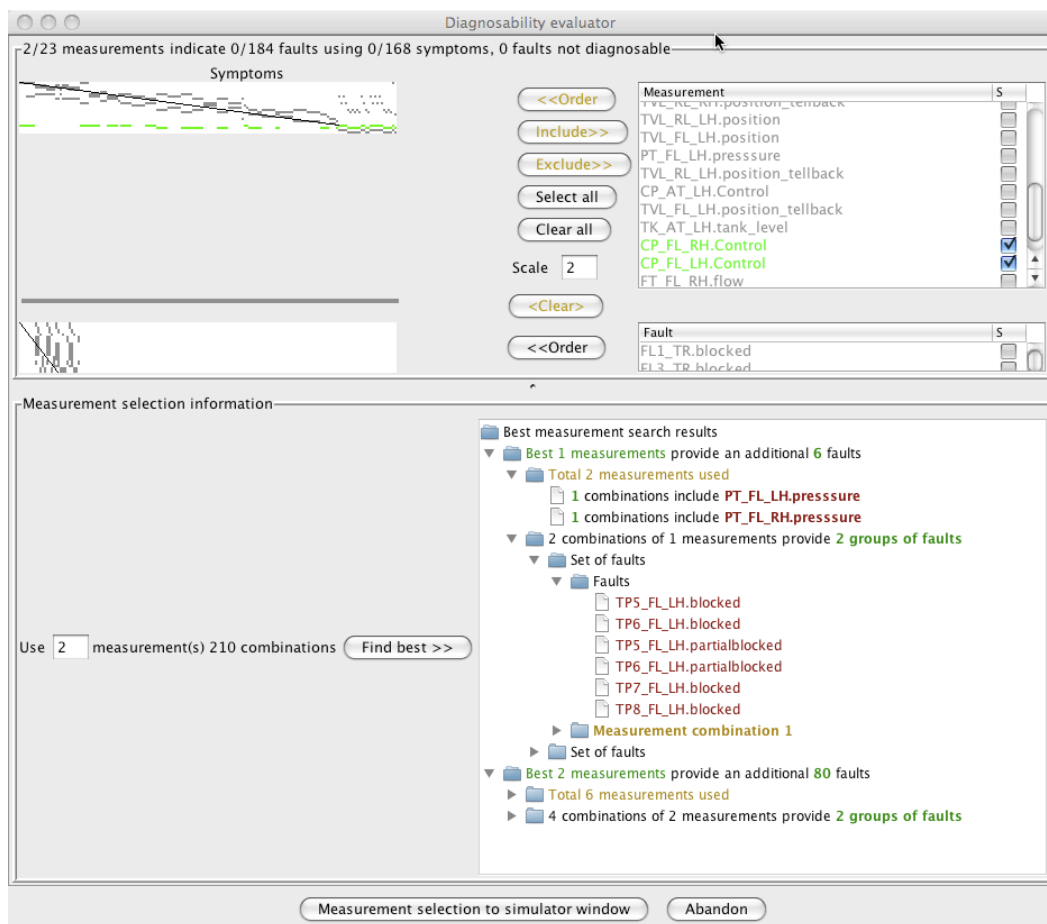 Diagnosability evaluator
2/23 measurements indicate 0/184 faults using 0/168 symptoms, 0 faults not diagnosable
Symptoms
<<Order
Include>>
Exclude>>
Select all
Clear all
Scale 2
<Clear>
<<Order
Measurement S
TVL_RL_RH.position_tellback
TVL_RL_LH.position
TVL_FL_LH.position
PT_FL_LH.presssure
TVL_RL_LH.position_tellback
CP_AT_LH.Control
TVL_FL_LH.position_tellback
TK_AT_LH.tank_level
CP_FL_RH.Control
CP_FL_LH.Control
FT_FL_RH.flow
Fault S
FL1_TR.blocked
FL3_TR.blocked
Measurement selection information
Use 2 measurement(s) 210 combinations Find best >>
Best measurement search results
Best 1 measurements provide an additional 6 faults
Total 2 measurements used
1 combinations include PT_FL_LH.presssure
1 combinations include PT_FL_RH.presssure
2 combinations of 1 measurements provide 2 groups of faults
Set of faults
Faults
TP5_FL_LH.blocked
TP6_FL_LH.blocked
TP5_FL_LH.partialblocked
TP6_FL_LH.partialblocked
TP7_FL_LH.blocked
TP8_FL_LH.blocked
Measurement combination 1
Set of faults
Best 2 measurements provide an additional 80 faults
Total 6 measurements used
4 combinations of 2 measurements provide 2 groups of faults
Measurement selection to simulator window Abandon